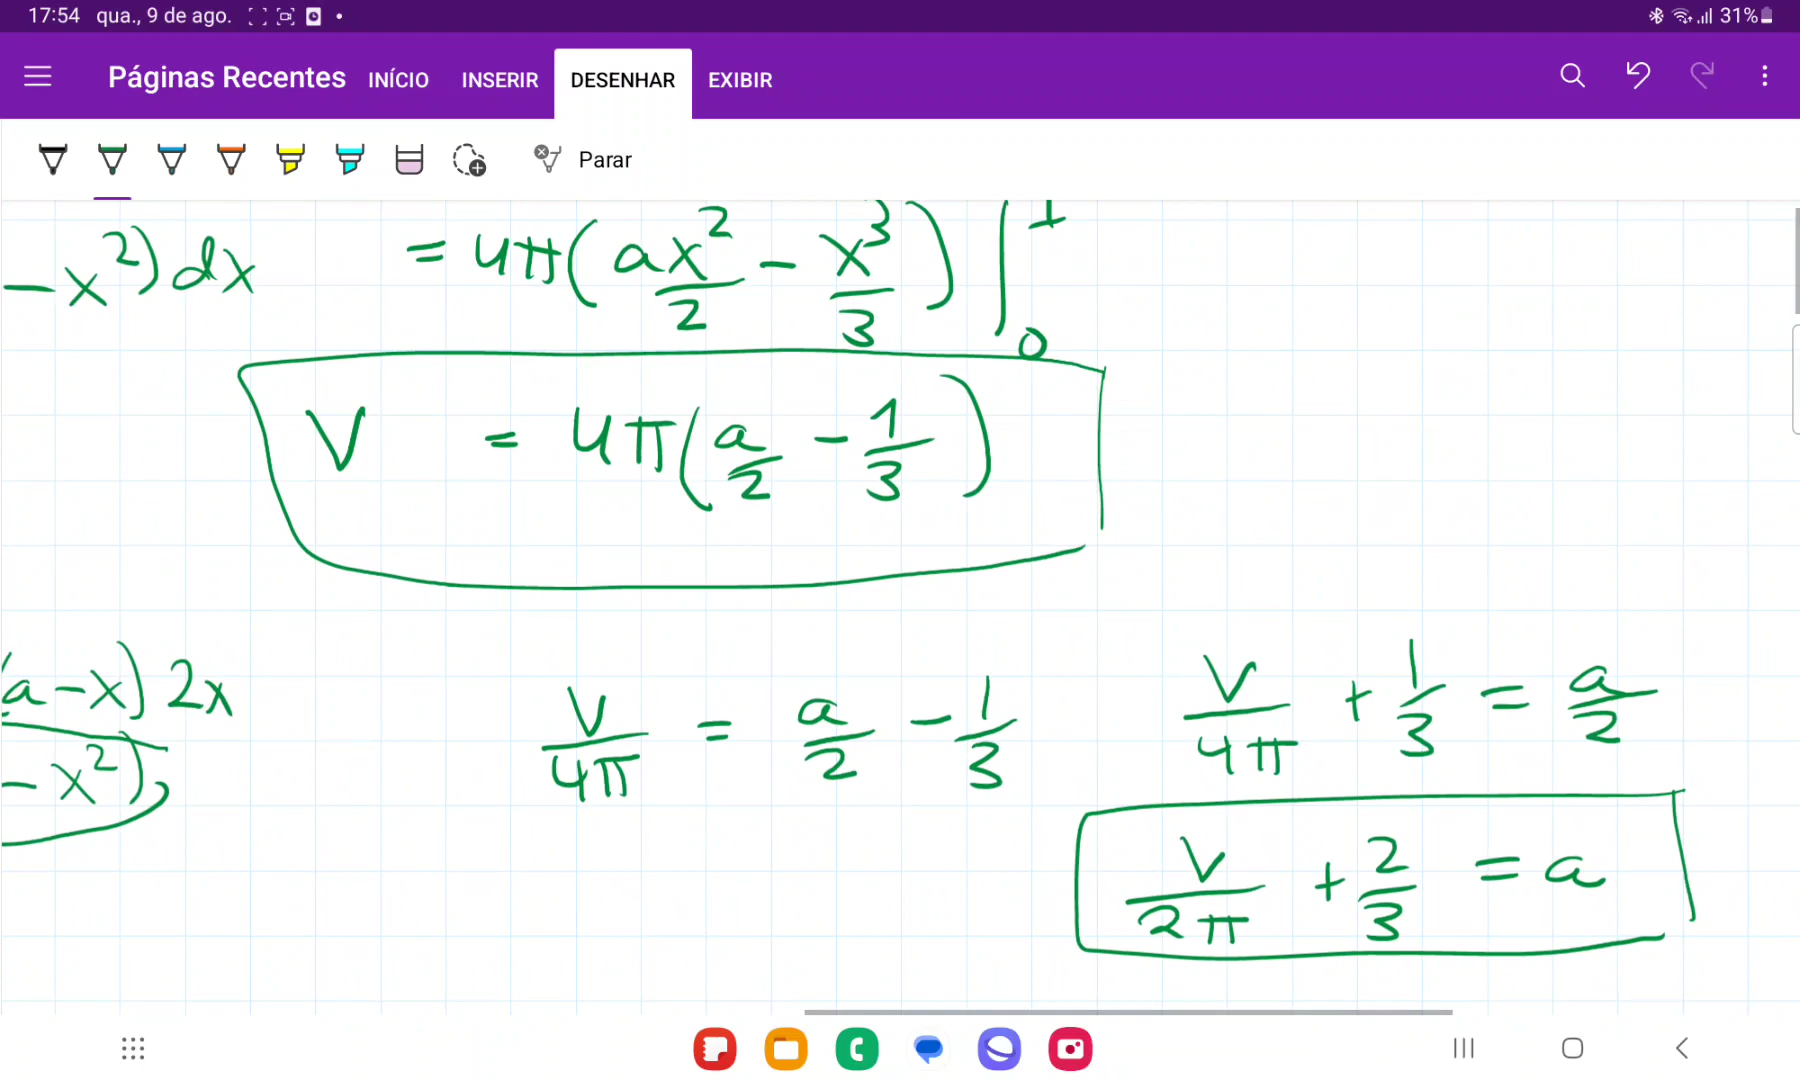 17:54 qua., 9 de ago. 31%
Páginas Recentes INÍCIO INSERIR DESENHAR EXIBIR
Parar
- x²) dx = 4π(ax²/2 - x³/3)|₀¹
V = 4π(a/2 - 1/3)
(a - x) 2x
- x²),
V/4π = a/2 - 1/3
V/4π + 1/3 = a/2
V/2π + 2/3 = a